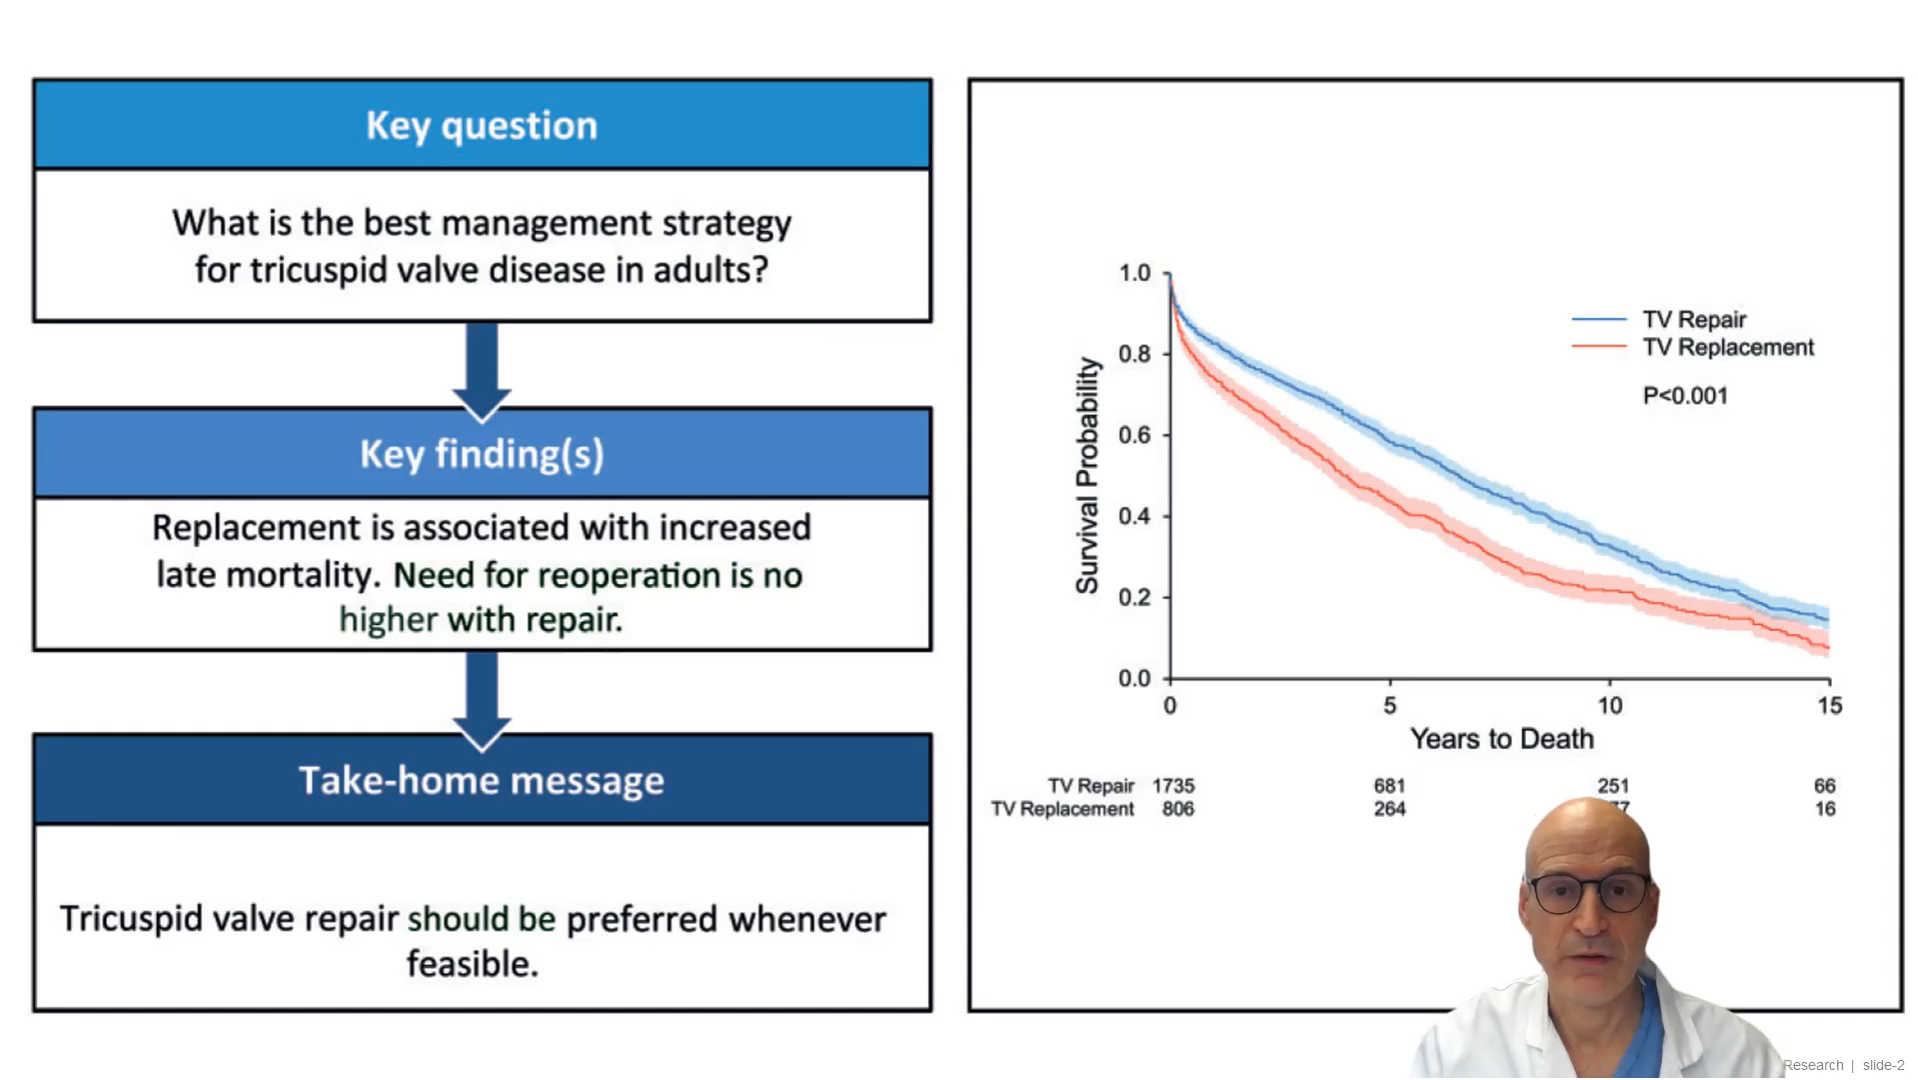 Key question
What is the best management strategy
for tricuspid valve disease in adults?
Key finding(s)
Replacement is associated with increased
late mortality. Need for reoperation is no
higher with repair.
Take-home message
Tricuspid valve repair should be preferred whenever
feasible.
Survival Probability
1.0
0.8
0.6
0.4
0.2
0.0
TV Repair
TV Replacement
P<0.001
0 5 10 15
Years to Death
TV Repair 1735 681 251 66
TV Replacement 806 264 16
Research | slide-2